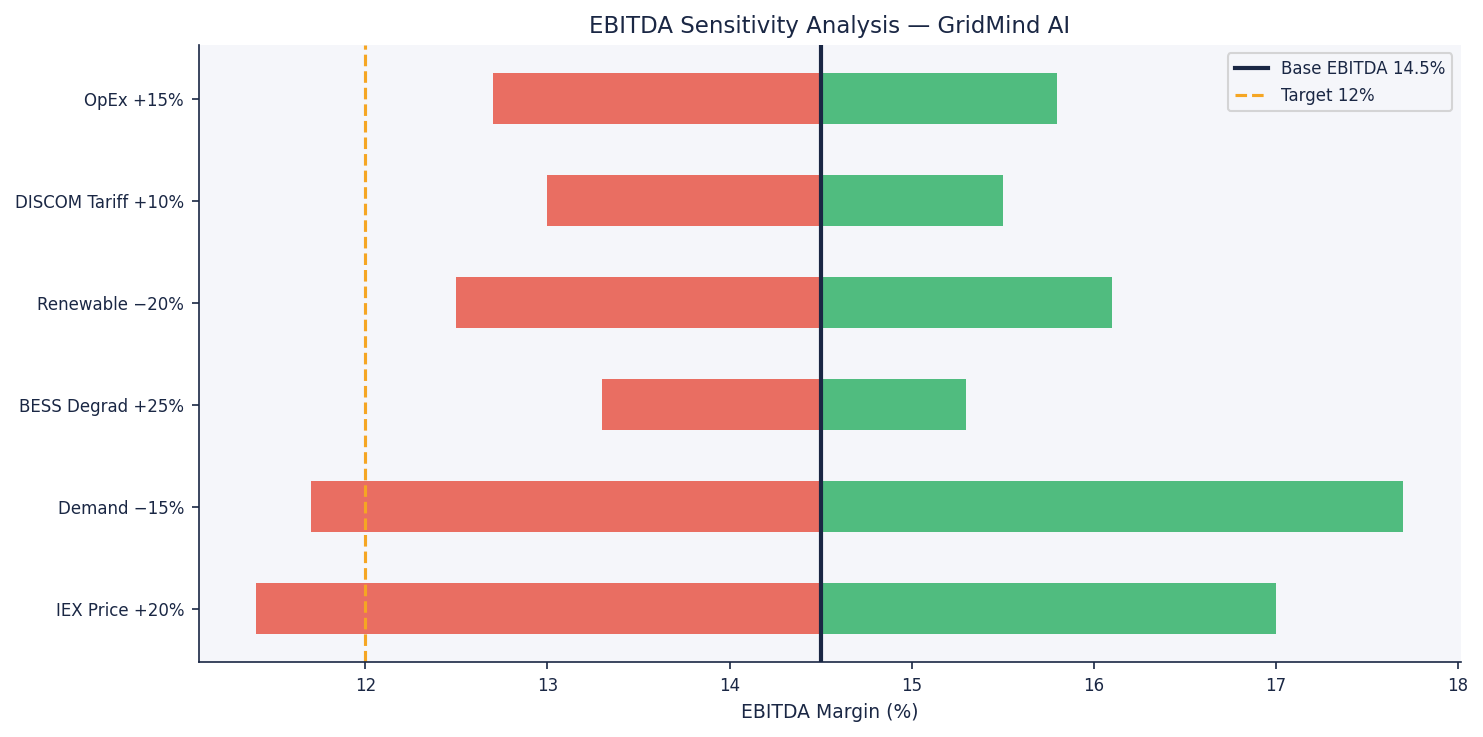 EBITDA Sensitivity Analysis — GridMind AI
Base EBITDA 14.5%
Target 12%
OpEx +15%
DISCOM Tariff +10%
Renewable −20%
BESS Degrad +25%
Demand −15%
IEX Price +20%
12 13 14 15 16 17 18
EBITDA Margin (%)